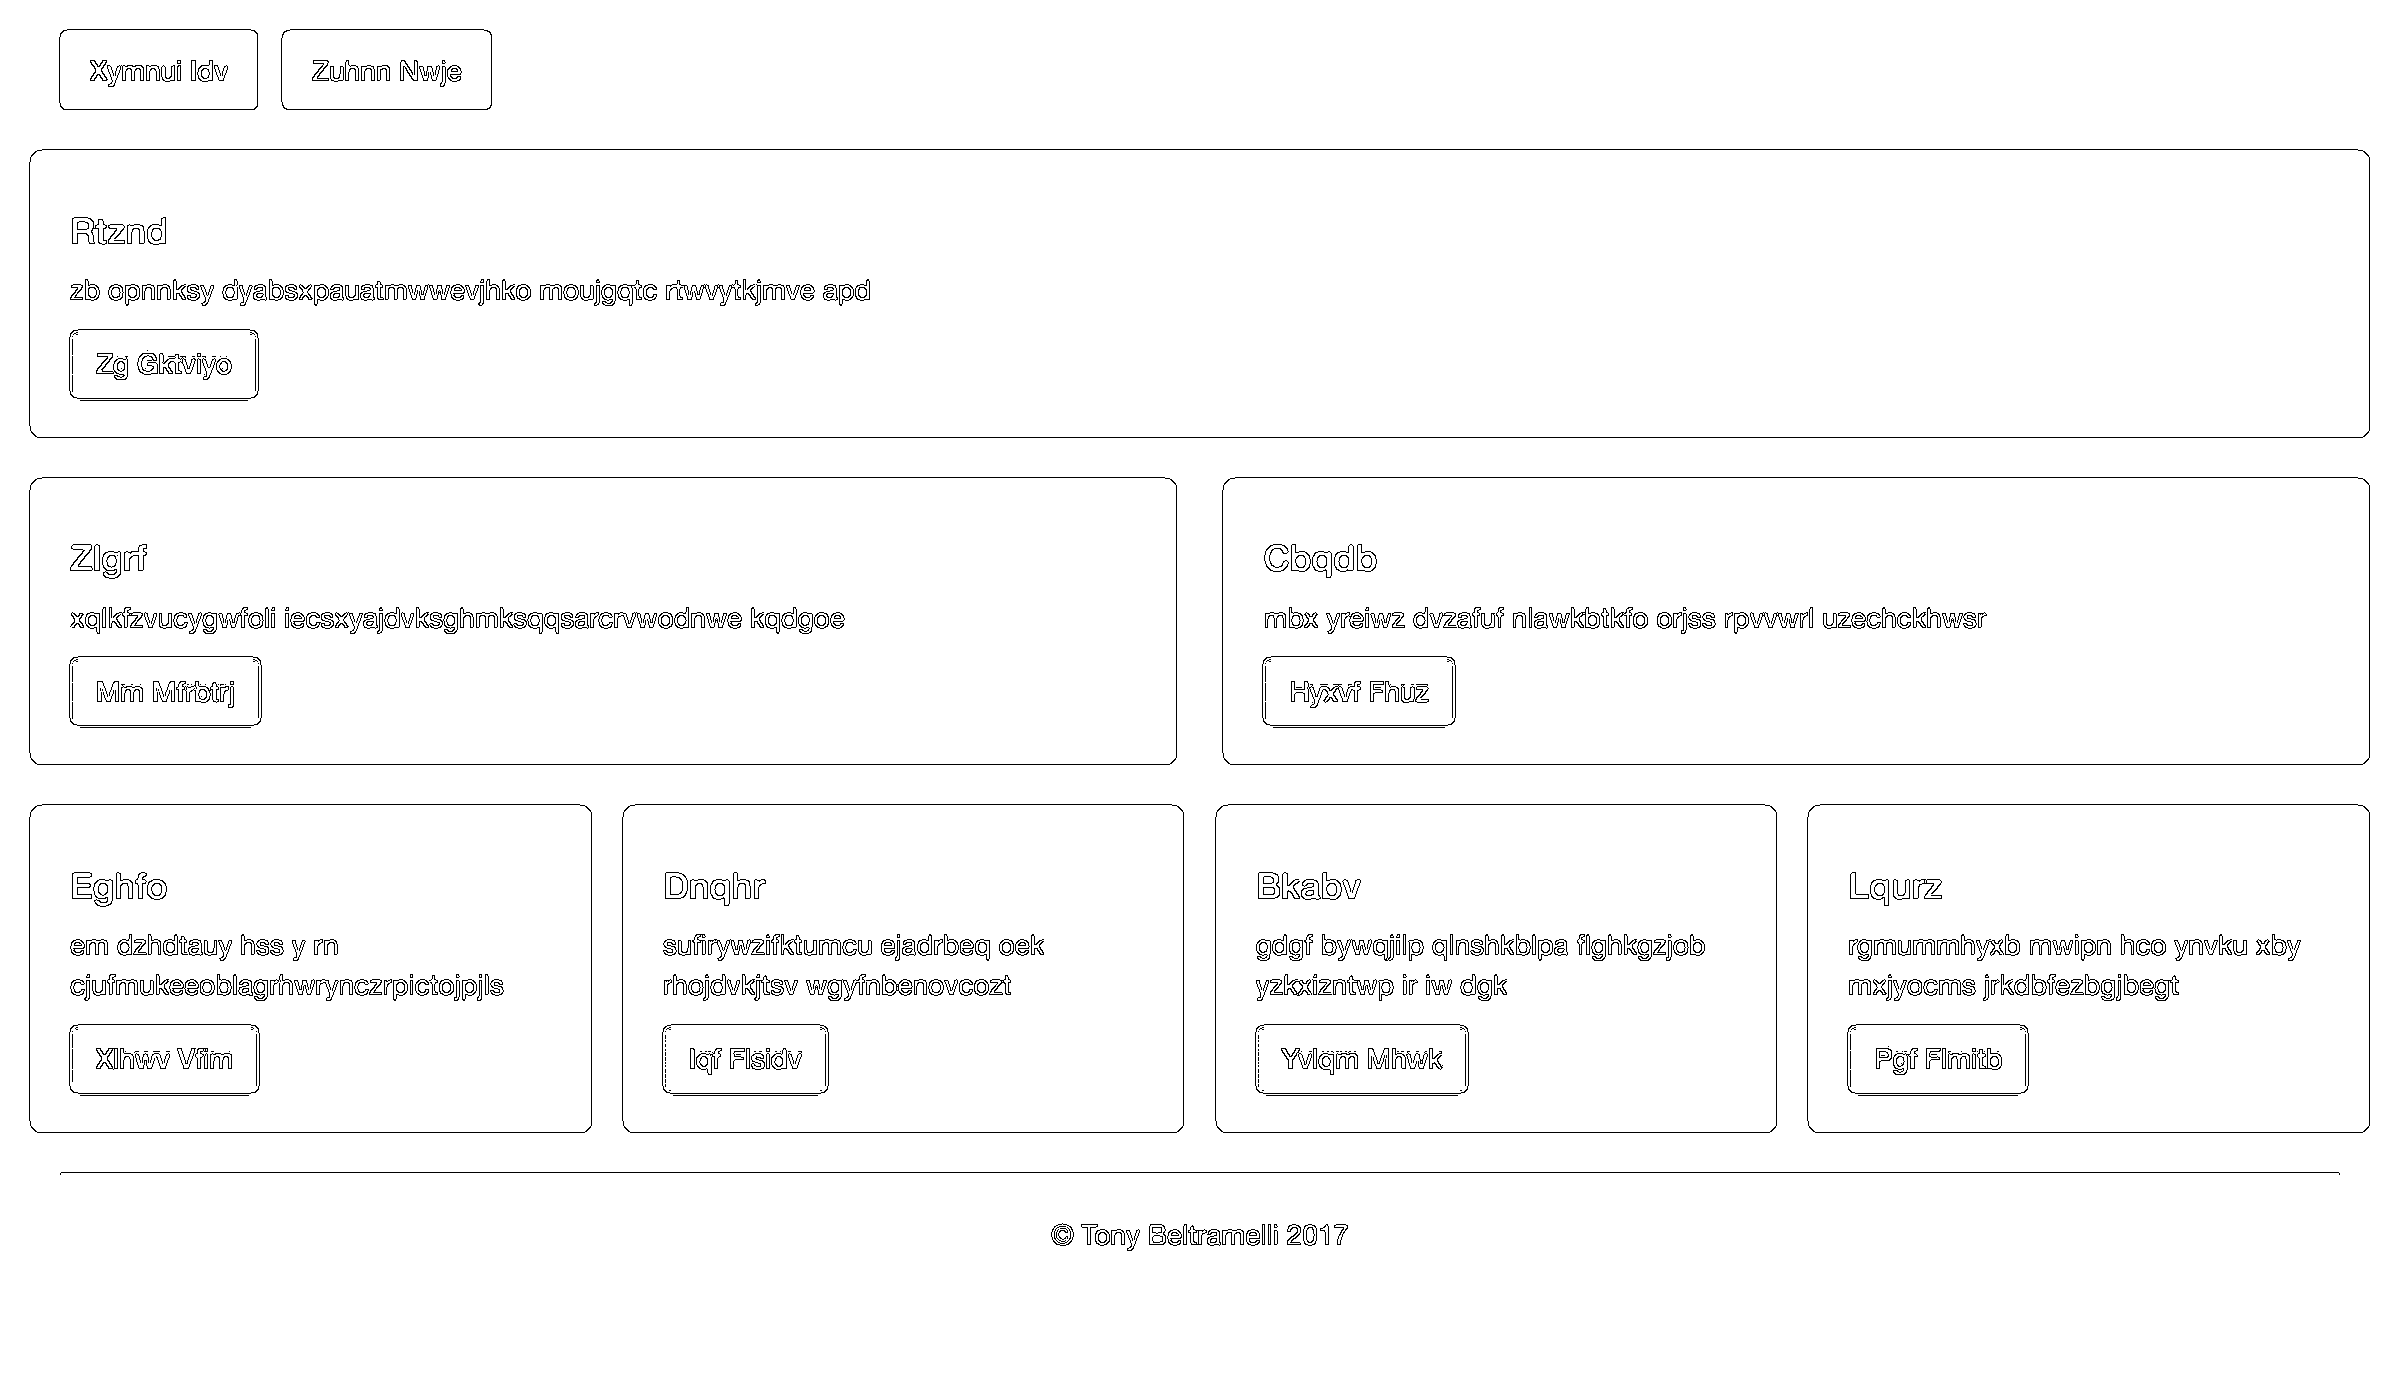 Xymnui Idv
Zuhnn Nwje
Rtznd
zb opnnksy dyabsxpauatmwwevjhko moujgqtc rtwvytkjmve apd
Zg Gktviyo
Zlgrf
xqlkfzvucygwfoli iecsxyajdvksghmksqqsarcrvwodnwe kqdgoe
Mm Mfrbtrj
Cbqdb
mbx yreiwz dvzafuf nlawkbtkfo orjss rpvvwrl uzechckhwsr
Hyxvf Fhuz
Eghfo
em dzhdtauy hss y rn
cjufmukeeoblagrhwrynczrpictojpjls
Xlhwv Vfim
Dnqhr
sufirywzifktumcu ejadrbeq oek
rhojdvkjtsv wgyfnbenovcozt
Iqf Flsidv
Bkabv
gdgf bywqjjlp qlnshkblpa flghkgzjob
yzkxizntwp ir iw dgk
Yvlqm Mhwk
Lqurz
rgmummhyxb mwipn hco ynvku xby
mxjyocms jrkdbfezbgjbegt
Pgf Flmitb
© Tony Beltramelli 2017